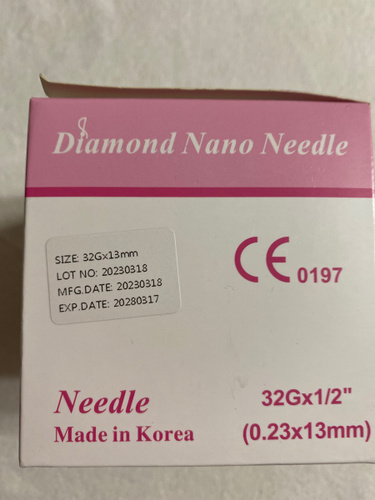 Diamond Nano Needle
SIZE: 32Gx13mm
LOT NO: 20230318
MFG.DATE: 20230318
EXP.DATE: 20280317
CE 0197
Needle
Made in Korea
32Gx1/2"
(0.23x13mm)